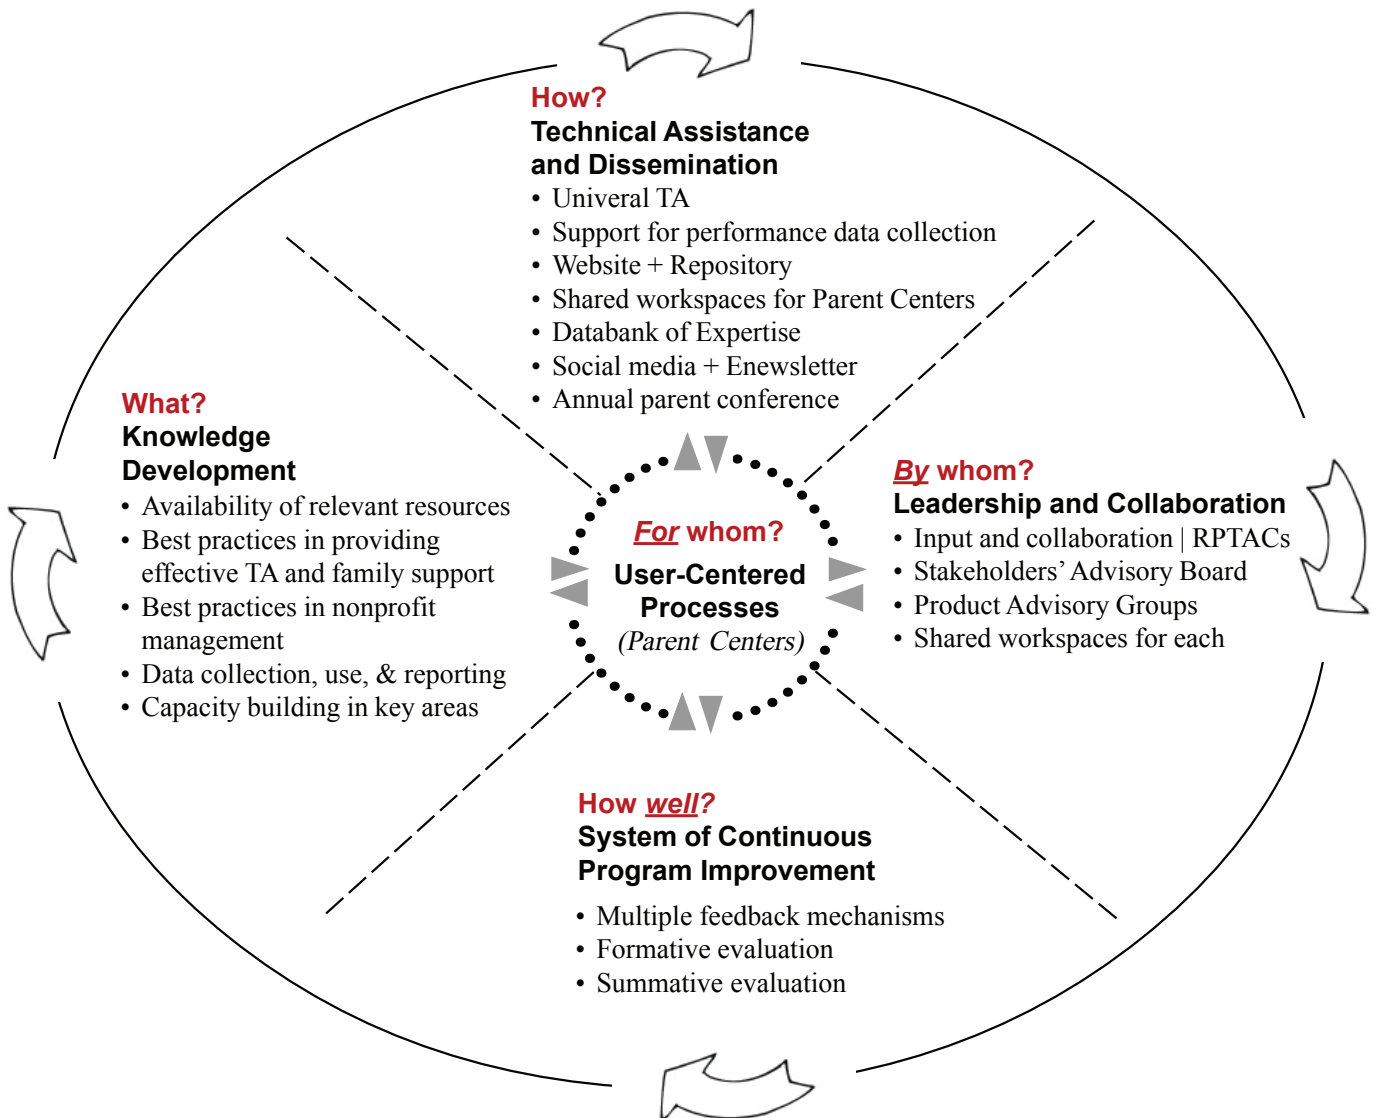 How?
Technical Assistance
and Dissemination
• Univeral TA
• Support for performance data collection
• Website + Repository
• Shared workspaces for Parent Centers
• Databank of Expertise
• Social media + Enewsletter
• Annual parent conference
What?
Knowledge
Development
• Availability of relevant resources
• Best practices in providing
effective TA and family support
• Best practices in nonprofit
management
• Data collection, use, & reporting
• Capacity building in key areas
For whom?
User-Centered
Processes
(Parent Centers)
By whom?
Leadership and Collaboration
• Input and collaboration | RPTACs
• Stakeholders’ Advisory Board
• Product Advisory Groups
• Shared workspaces for each
How well?
System of Continuous
Program Improvement
• Multiple feedback mechanisms
• Formative evaluation
• Summative evaluation